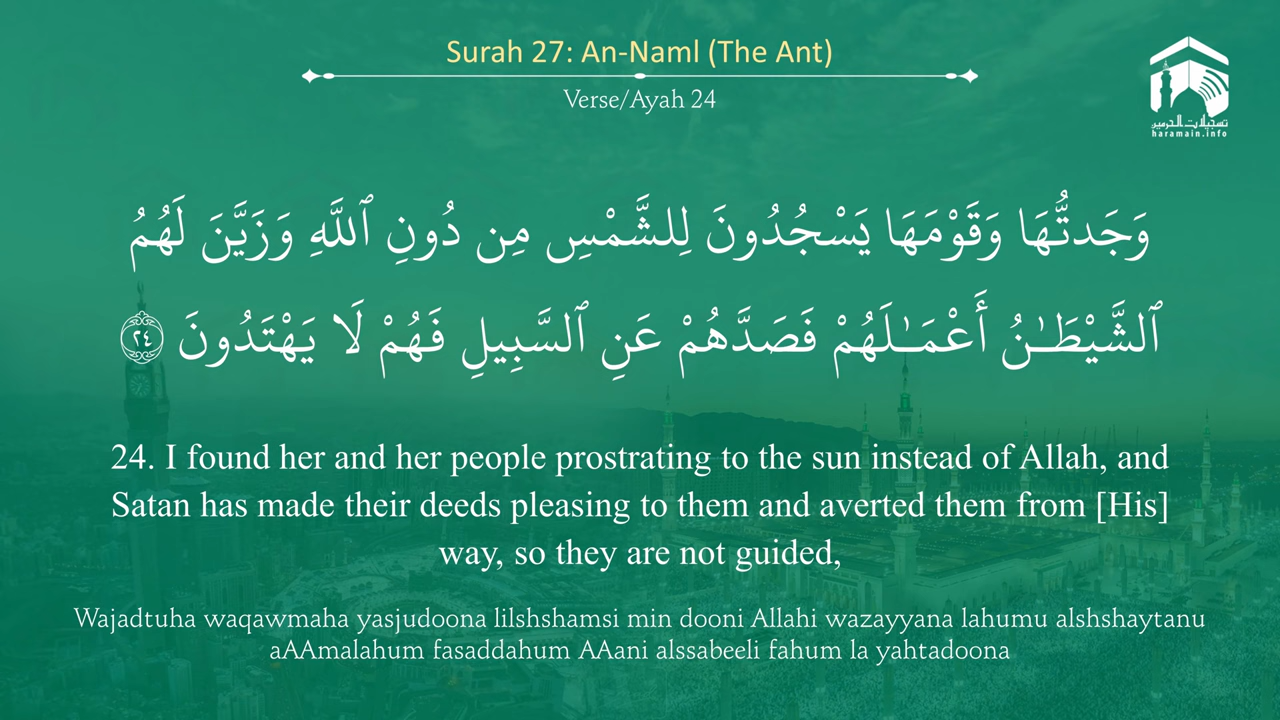 Surah 27: An-Naml (The Ant)
Verse/Ayah 24
تسجيلات الحرمين
haramain.info
وَجَدتُّهَا وَقَوْمَهَا يَسْجُدُونَ لِلشَّمْسِ مِن دُونِ ٱللَّهِ وَزَيَّنَ لَهُمُ
ٱلشَّيْطَـٰنُ أَعْمَـٰلَهُمْ فَصَدَّهُمْ عَنِ ٱلسَّبِيلِ فَهُمْ لَا يَهْتَدُونَ ٢٤
24. I found her and her people prostrating to the sun instead of Allah, and
Satan has made their deeds pleasing to them and averted them from [His]
way, so they are not guided,
Wajadtuha waqawmaha yasjudoona lilshshamsi min dooni Allahi wazayyana lahumu alshshaytanu
aAAmalahum fasaddahum AAani alssabeeli fahum la yahtadoona